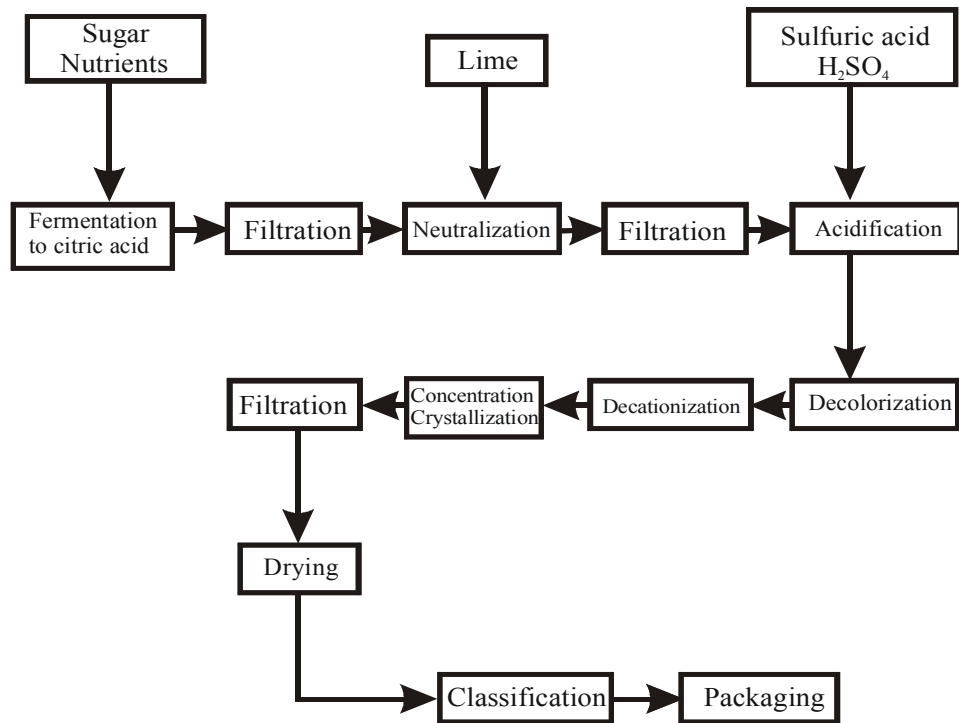 Sugar
Nutrients
Lime
Sulfuric acid
H₂SO₄
Fermentation
to citric acid
Filtration
Neutralization
Filtration
Acidification
Filtration
Concentration
Crystallization
Decationization
Decolorization
Drying
Classification
Packaging